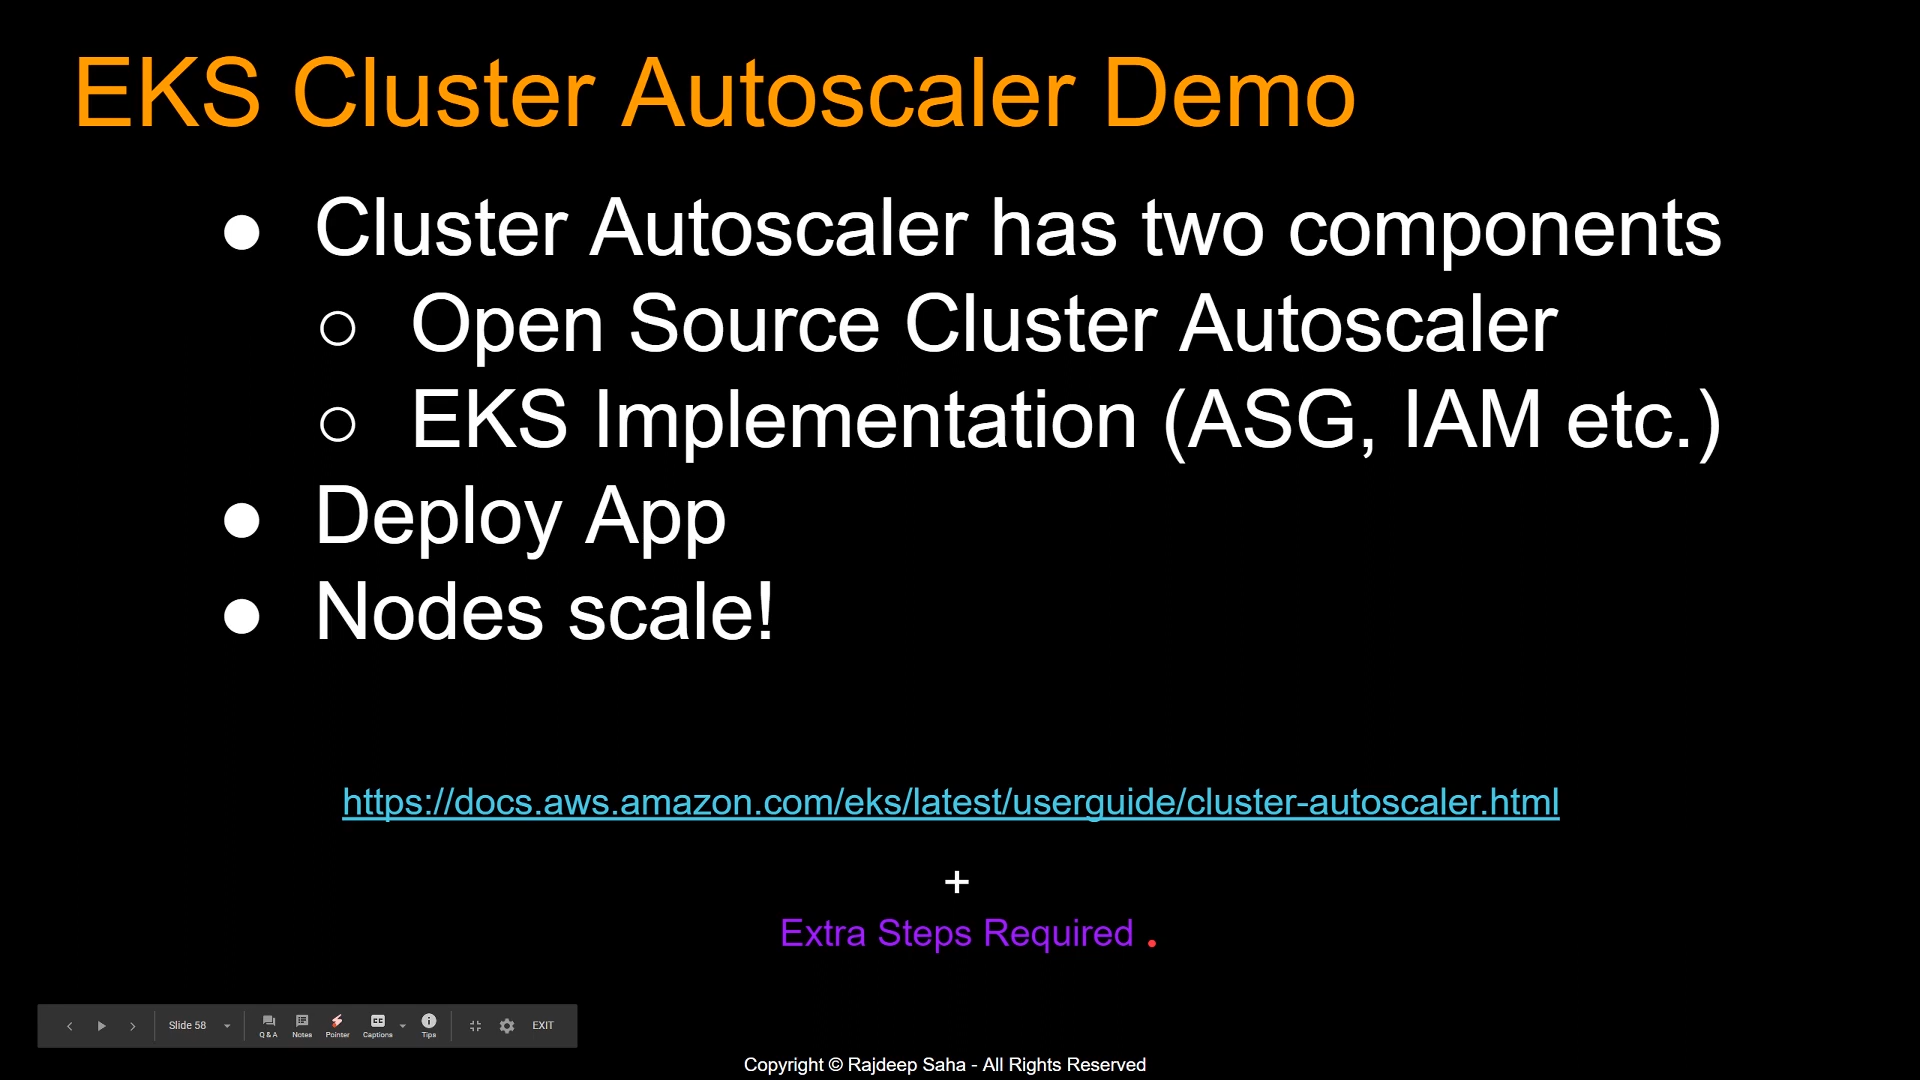 EKS Cluster Autoscaler Demo
● Cluster Autoscaler has two components
○ Open Source Cluster Autoscaler
○ EKS Implementation (ASG, IAM etc.)
● Deploy App
● Nodes scale!
https://docs.aws.amazon.com/eks/latest/userguide/cluster-autoscaler.html
+
Extra Steps Required
Slide 58 Q & A Notes Pointer Captions Tips EXIT
Copyright © Rajdeep Saha - All Rights Reserved